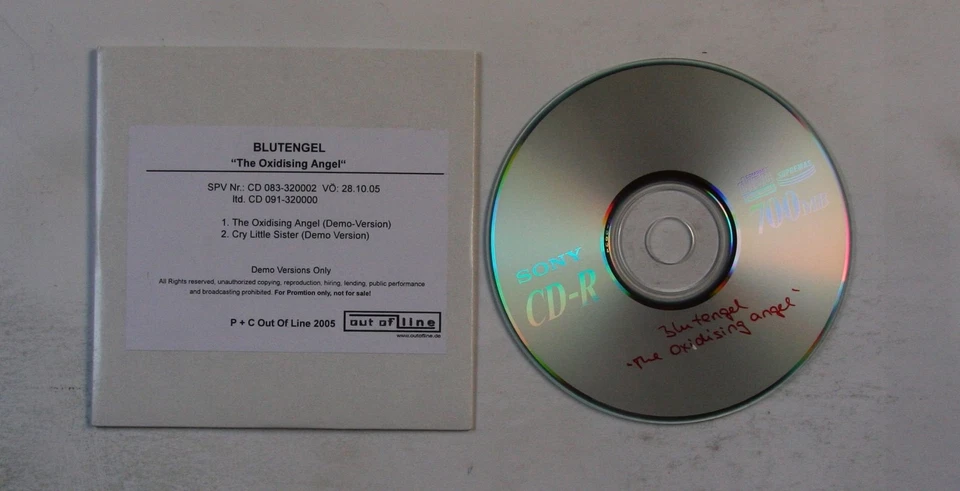 BLUTENGEL
"The Oxidising Angel"
SPV Nr.: CD 083-320002 VÖ: 28.10.05
ltd. CD 091-320000
1. The Oxidising Angel (Demo-Version)
2. Cry Little Sister (Demo Version)
Demo Versions Only
All Rights reserved, unauthorized copying, reproduction, hiring, lending, public performance
and broadcasting prohibited. For Promtion only, not for sale!
P + C Out Of Line 2005
out of line
www.outofline.de
SONY
CD-R
700
Blutengel
"The Oxidising angel"